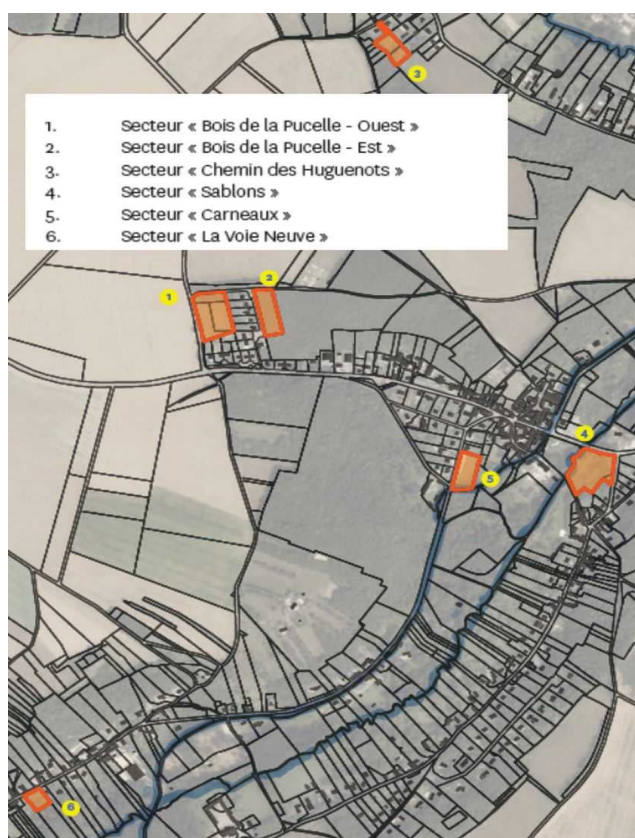 3
1. Secteur « Bois de la Pucelle - Ouest »
2. Secteur « Bois de la Pucelle - Est »
3. Secteur « Chemin des Huguenots »
4. Secteur « Sablons »
5. Secteur « Carneaux »
6. Secteur « La Voie Neuve »
2
1
4
5
6